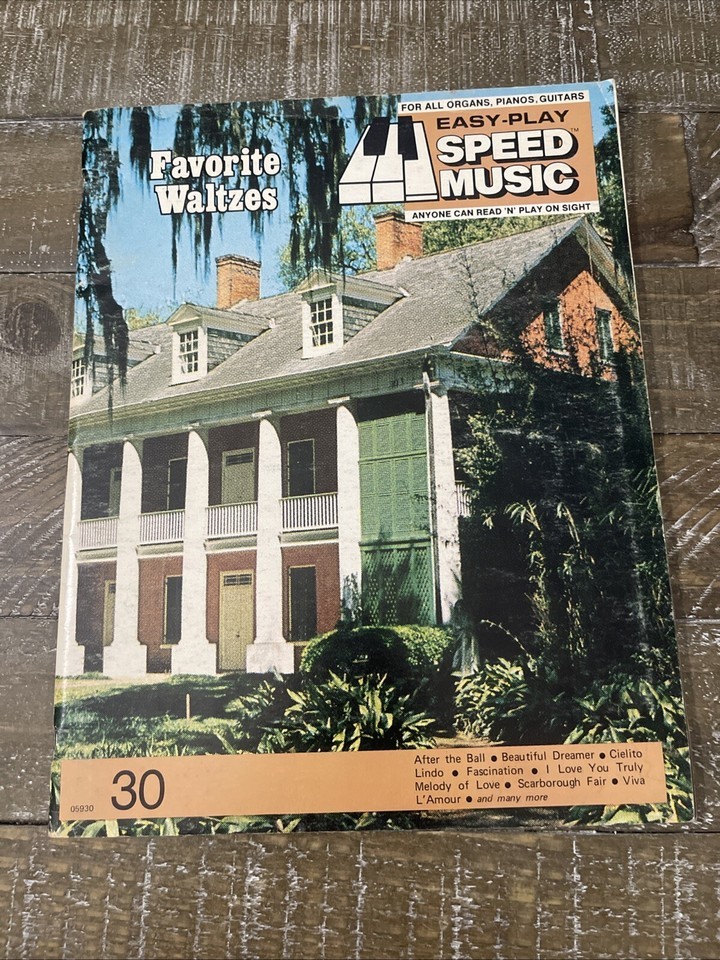 FOR ALL ORGANS, PIANOS, GUITARS
EASY-PLAY
SPEED™
MUSIC
ANYONE CAN READ 'N' PLAY ON SIGHT
Favorite
Waltzes
After the Ball ● Beautiful Dreamer ● Cielito
Lindo ● Fascination ● I Love You Truly
Melody of Love ● Scarborough Fair ● Viva
L'Amour ● and many more
05930
30